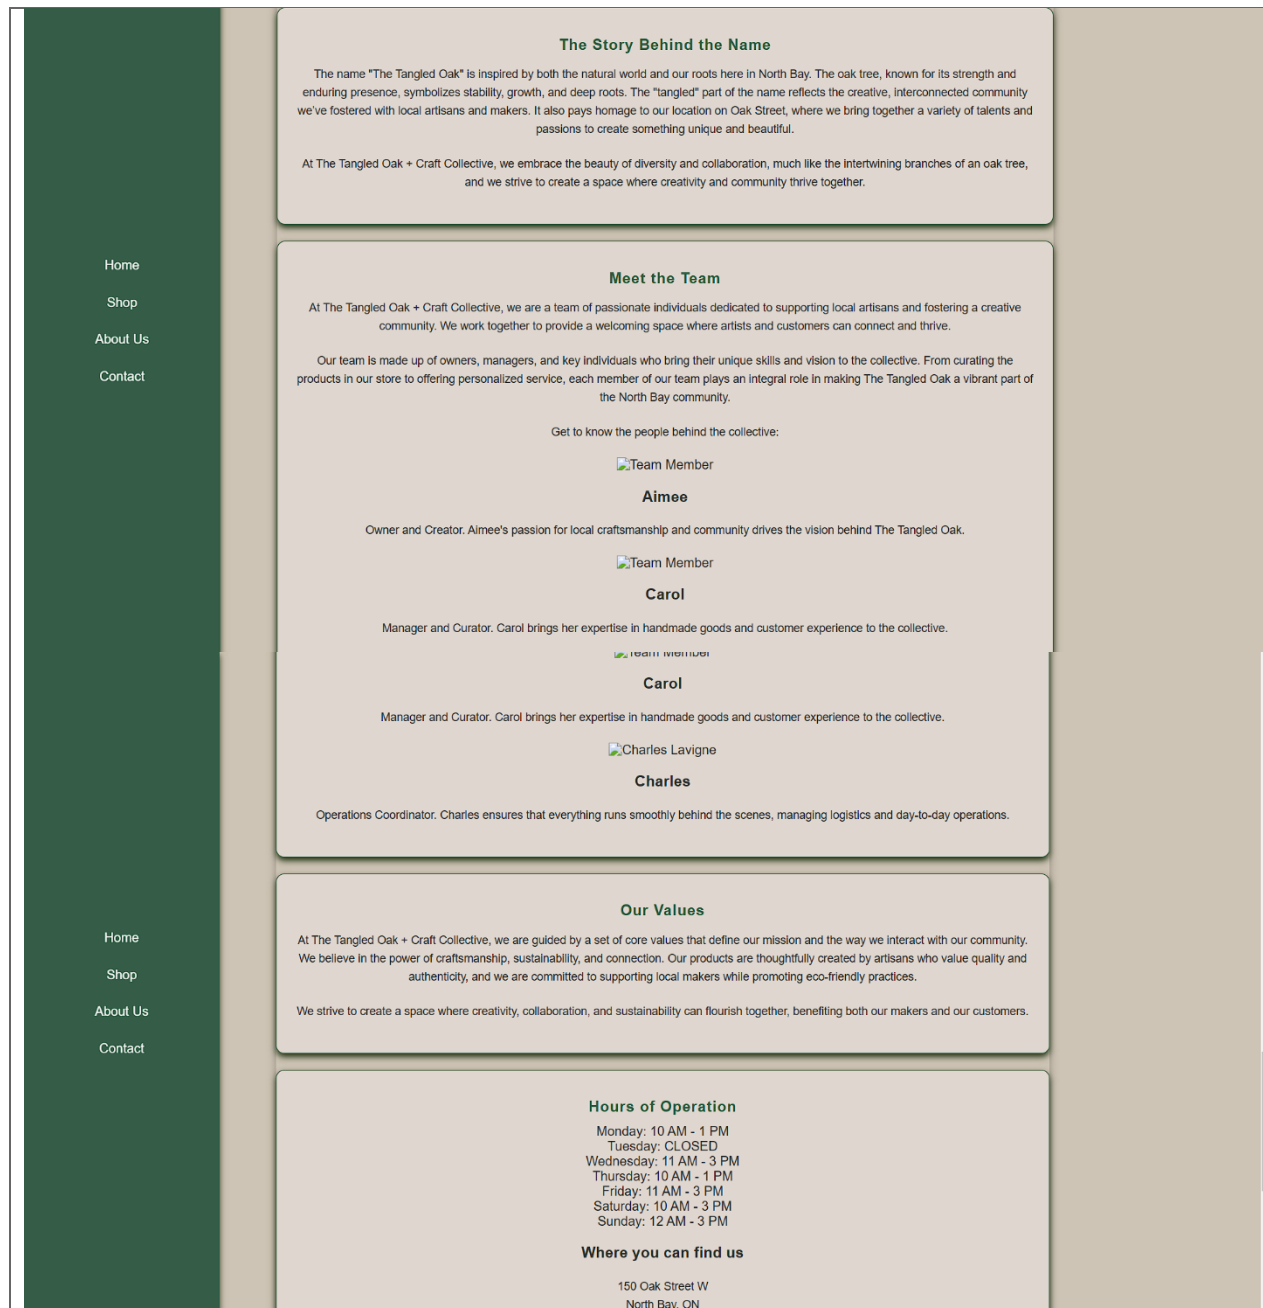 The Story Behind the Name
The name "The Tangled Oak" is inspired by both the natural world and our roots here in North Bay. The oak tree, known for its strength and
enduring presence, symbolizes stability, growth, and deep roots. The "tangled" part of the name reflects the creative, interconnected community
we've fostered with local artisans and makers. It also pays homage to our location on Oak Street, where we bring together a variety of talents and
passions to create something unique and beautiful.
At The Tangled Oak + Craft Collective, we embrace the beauty of diversity and collaboration, much like the intertwining branches of an oak tree,
and we strive to create a space where creativity and community thrive together.
Home
Shop
About Us
Contact
Meet the Team
At The Tangled Oak + Craft Collective, we are a team of passionate individuals dedicated to supporting local artisans and fostering a creative
community. We work together to provide a welcoming space where artists and customers can connect and thrive.
Our team is made up of owners, managers, and key individuals who bring their unique skills and vision to the collective. From curating the
products in our store to offering personalized service, each member of our team plays an integral role in making The Tangled Oak a vibrant part of
the North Bay community.
Get to know the people behind the collective:
Team Member
Aimee
Owner and Creator. Aimee's passion for local craftsmanship and community drives the vision behind The Tangled Oak.
Team Member
Carol
Manager and Curator. Carol brings her expertise in handmade goods and customer experience to the collective.
Team Member
Carol
Manager and Curator. Carol brings her expertise in handmade goods and customer experience to the collective.
Charles Lavigne
Charles
Operations Coordinator. Charles ensures that everything runs smoothly behind the scenes, managing logistics and day-to-day operations.
Home
Shop
About Us
Contact
Our Values
At The Tangled Oak + Craft Collective, we are guided by a set of core values that define our mission and the way we interact with our community.
We believe in the power of craftsmanship, sustainability, and connection. Our products are thoughtfully created by artisans who value quality and
authenticity, and we are committed to supporting local makers while promoting eco-friendly practices.
We strive to create a space where creativity, collaboration, and sustainability can flourish together, benefiting both our makers and our customers.
Hours of Operation
Monday: 10 AM - 1 PM
Tuesday: CLOSED
Wednesday: 11 AM - 3 PM
Thursday: 10 AM - 1 PM
Friday: 11 AM - 3 PM
Saturday: 10 AM - 3 PM
Sunday: 12 AM - 3 PM
Where you can find us
150 Oak Street W
North Bay, ON